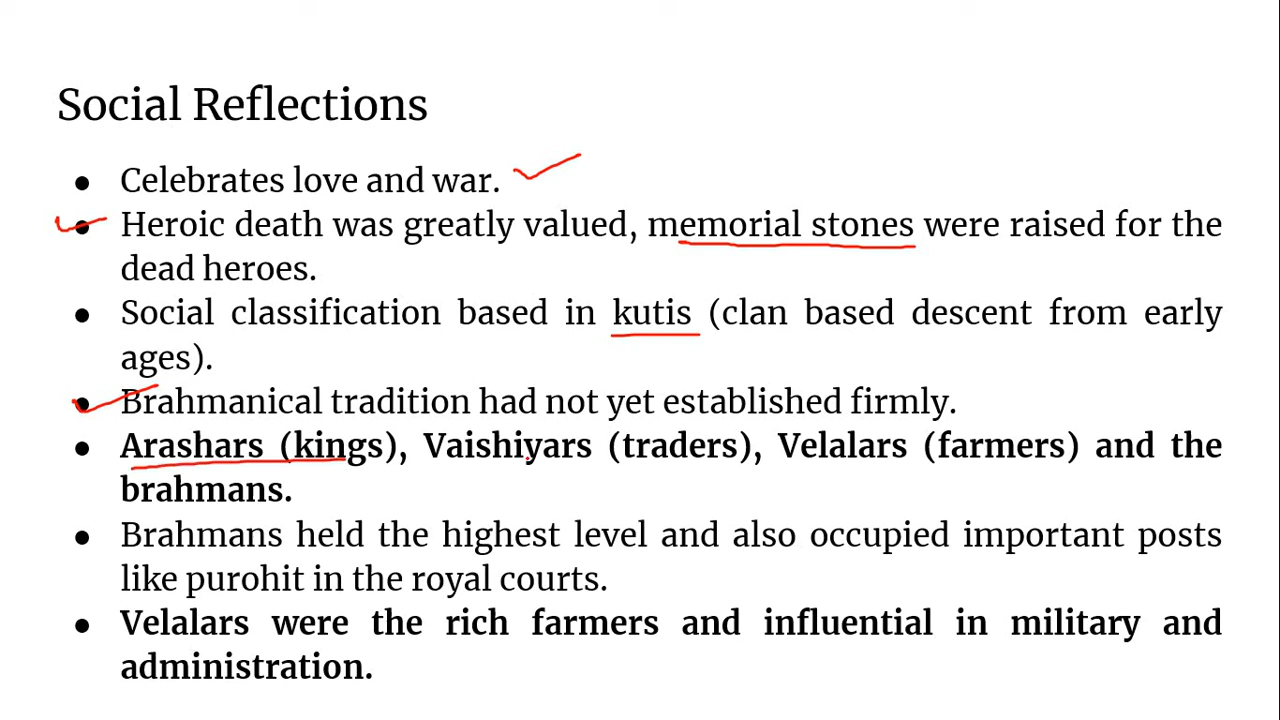 Social Reflections
● Celebrates love and war.
● Heroic death was greatly valued, memorial stones were raised for the
dead heroes.
● Social classification based in kutis (clan based descent from early
ages).
● Brahmanical tradition had not yet established firmly.
● Arashars (kings), Vaishiyars (traders), Velalars (farmers) and the
brahmans.
● Brahmans held the highest level and also occupied important posts
like purohit in the royal courts.
● Velalars were the rich farmers and influential in military and
administration.